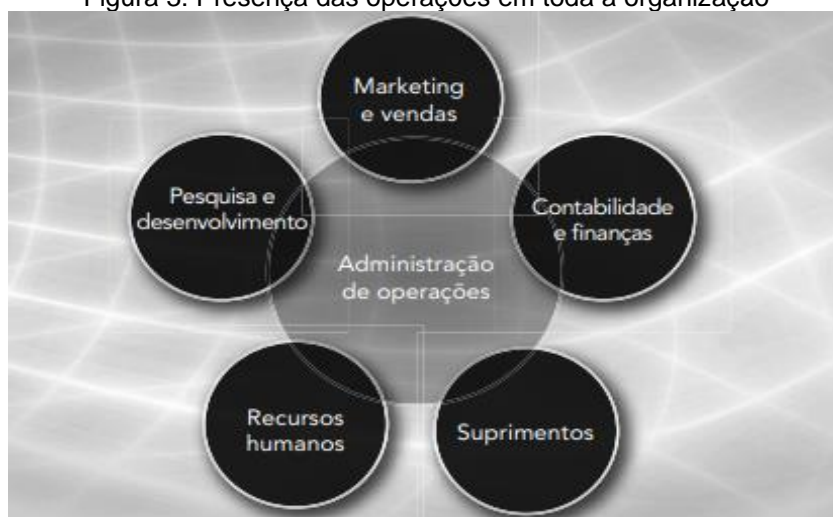 Figura 3. Presença das operações em toda a organização
Marketing
e vendas
Pesquisa e
desenvolvimento
Contabilidade
e finanças
Administração
de operações
Recursos
humanos
Suprimentos